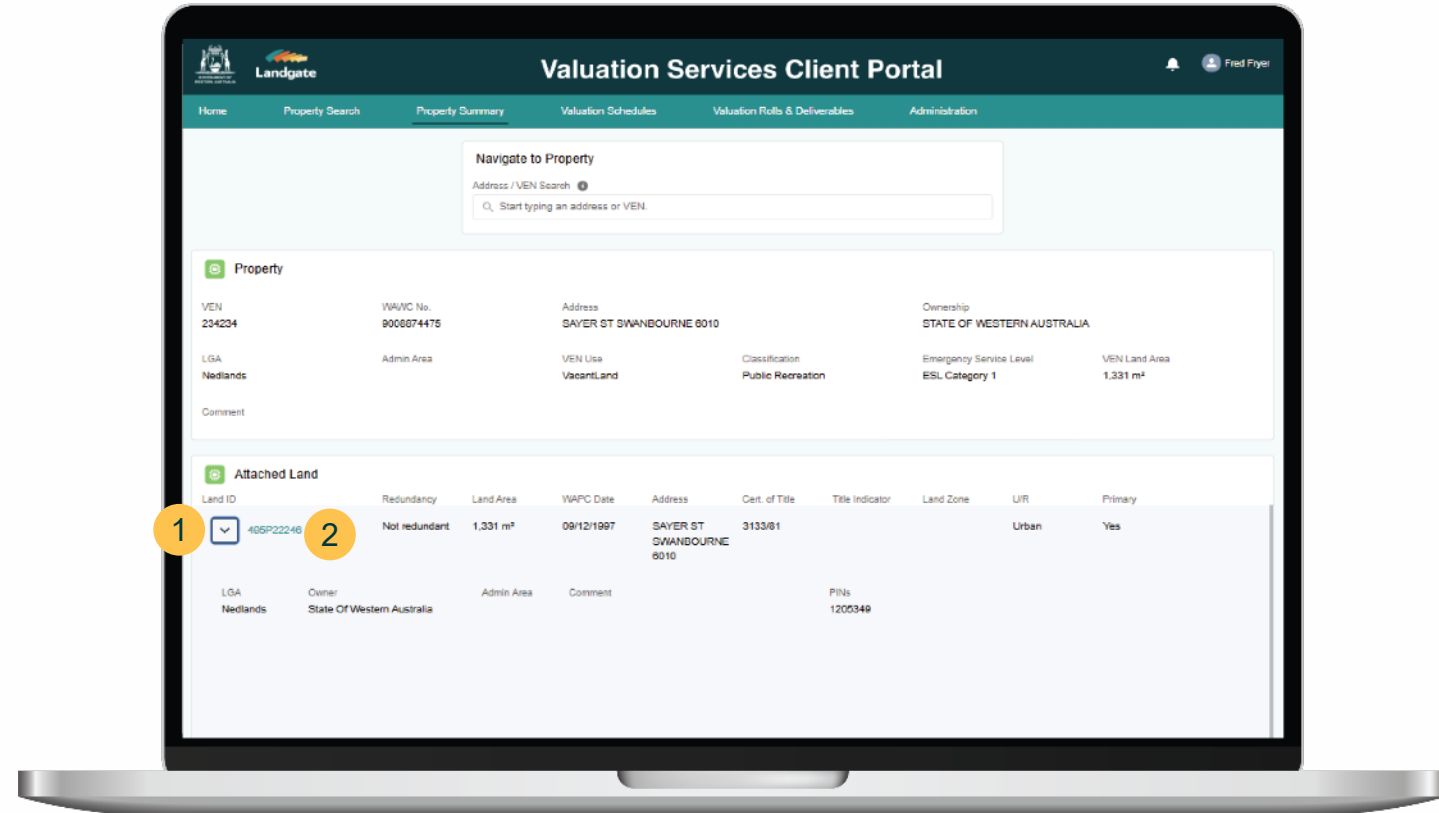 GOVERNMENT OF
WESTERN AUSTRALIA
Landgate
Valuation Services Client Portal
Fred Fryer
Home Property Search Property Summary Valuation Schedules Valuation Rolls & Deliverables Administration
Navigate to Property
Address / VEN Search
Start typing an address or VEN.
Property
VEN WAWC No. Address Ownership
234234 9008874475 SAYER ST SWANBOURNE 6010 STATE OF WESTERN AUSTRALIA
LGA Admin Area VEN Use Classification Emergency Service Level VEN Land Area
Nedlands VacantLand Public Recreation ESL Category 1 1,331 m²
Comment
Attached Land
Land ID Redundancy Land Area WAPC Date Address Cert. of Title Title Indicator Land Zone U/R Primary
1 495P22246 2 Not redundant 1,331 m² 09/12/1997 SAYER ST 3133/81 Urban Yes
SWANBOURNE
6010
LGA Owner Admin Area Comment PINs
Nedlands State Of Western Australia 1205349